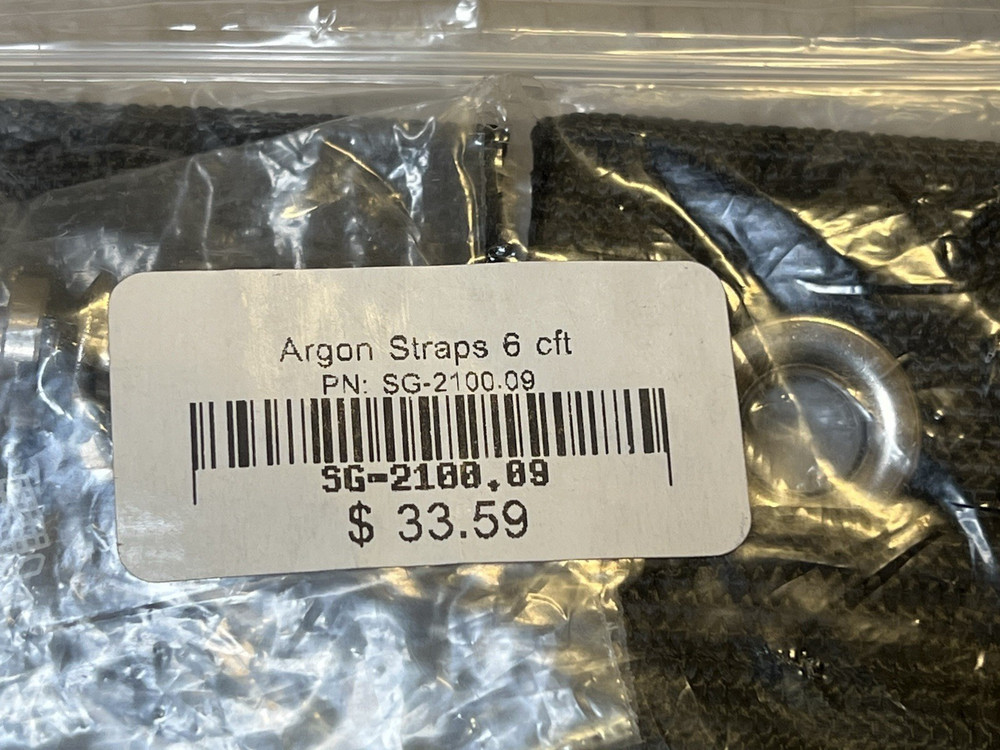 Argon Straps 6 cft
PN: SG-2100.09
SG-2100.09
$ 33.59